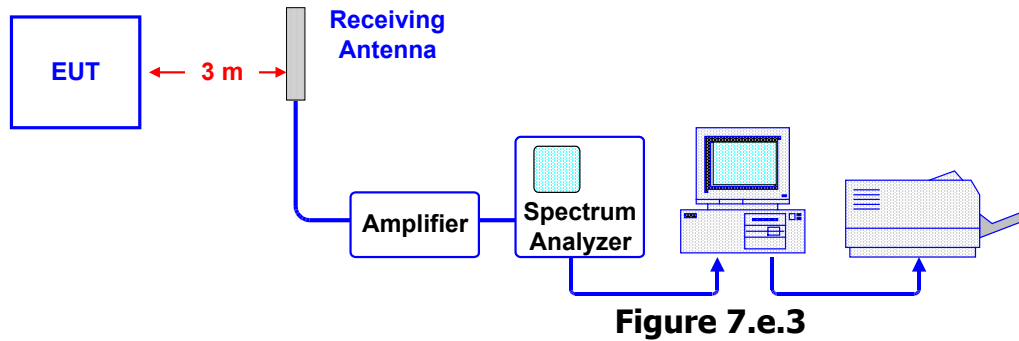 EUT
3 m
Receiving
Antenna
Amplifier
Spectrum
Analyzer
Figure 7.e.3